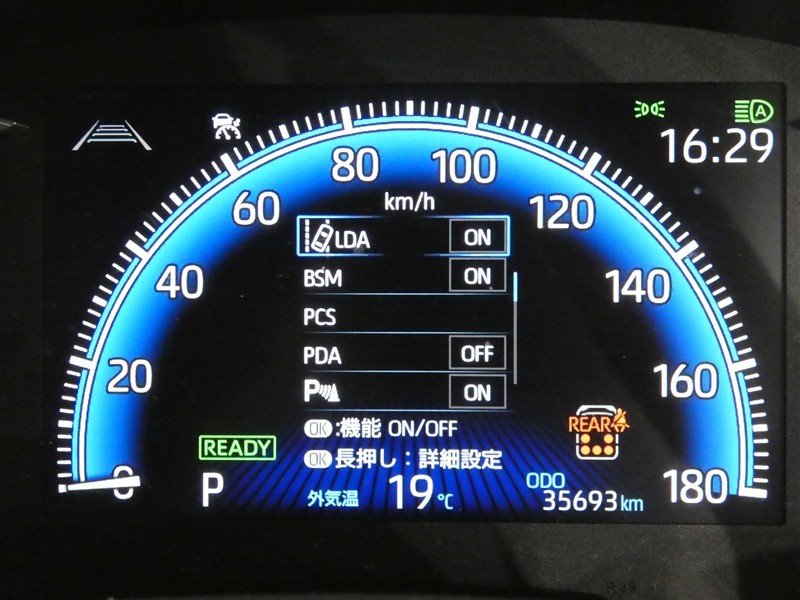 16:29
80
100
km/h
60
120
40
140
20
160
0
180
LDA ON
BSM ON
PCS
PDA OFF
P ON
OK:機能 ON/OFF
OK長押し:詳細設定
READY
REAR
P
外気温 19℃
ODO
35693km
A